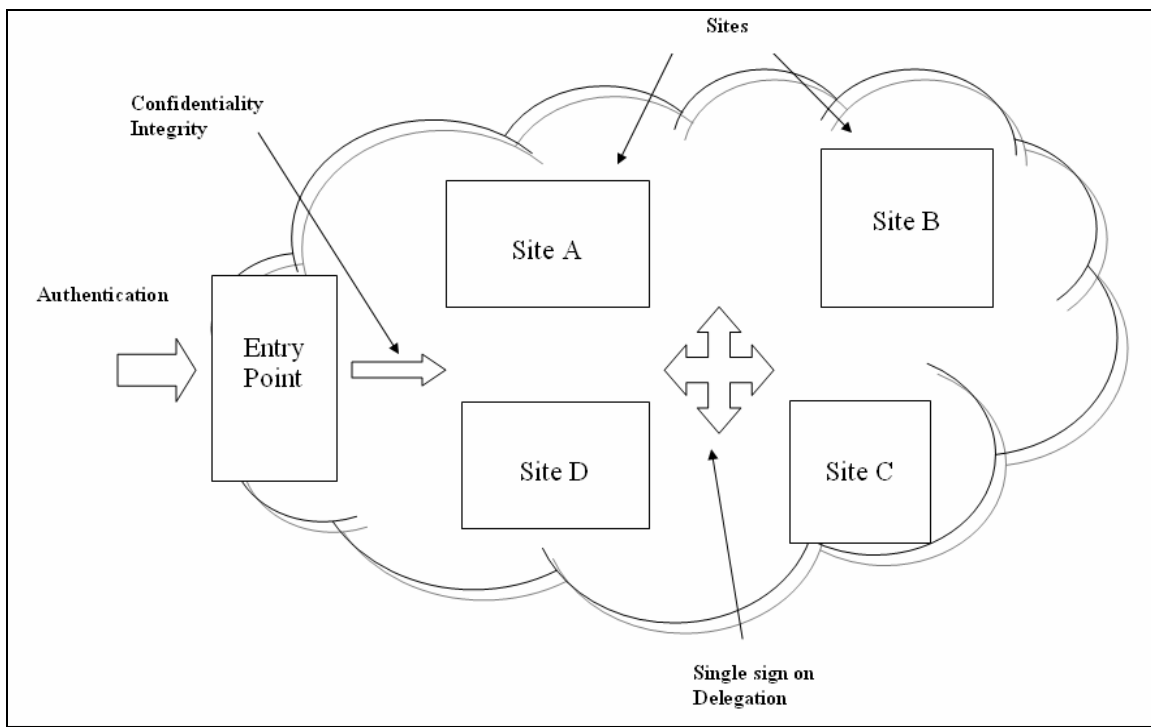 Sites
Confidentiality
Integrity
Site A
Site B
Authentication
Entry
Point
Site D
Site C
Single sign on
Delegation